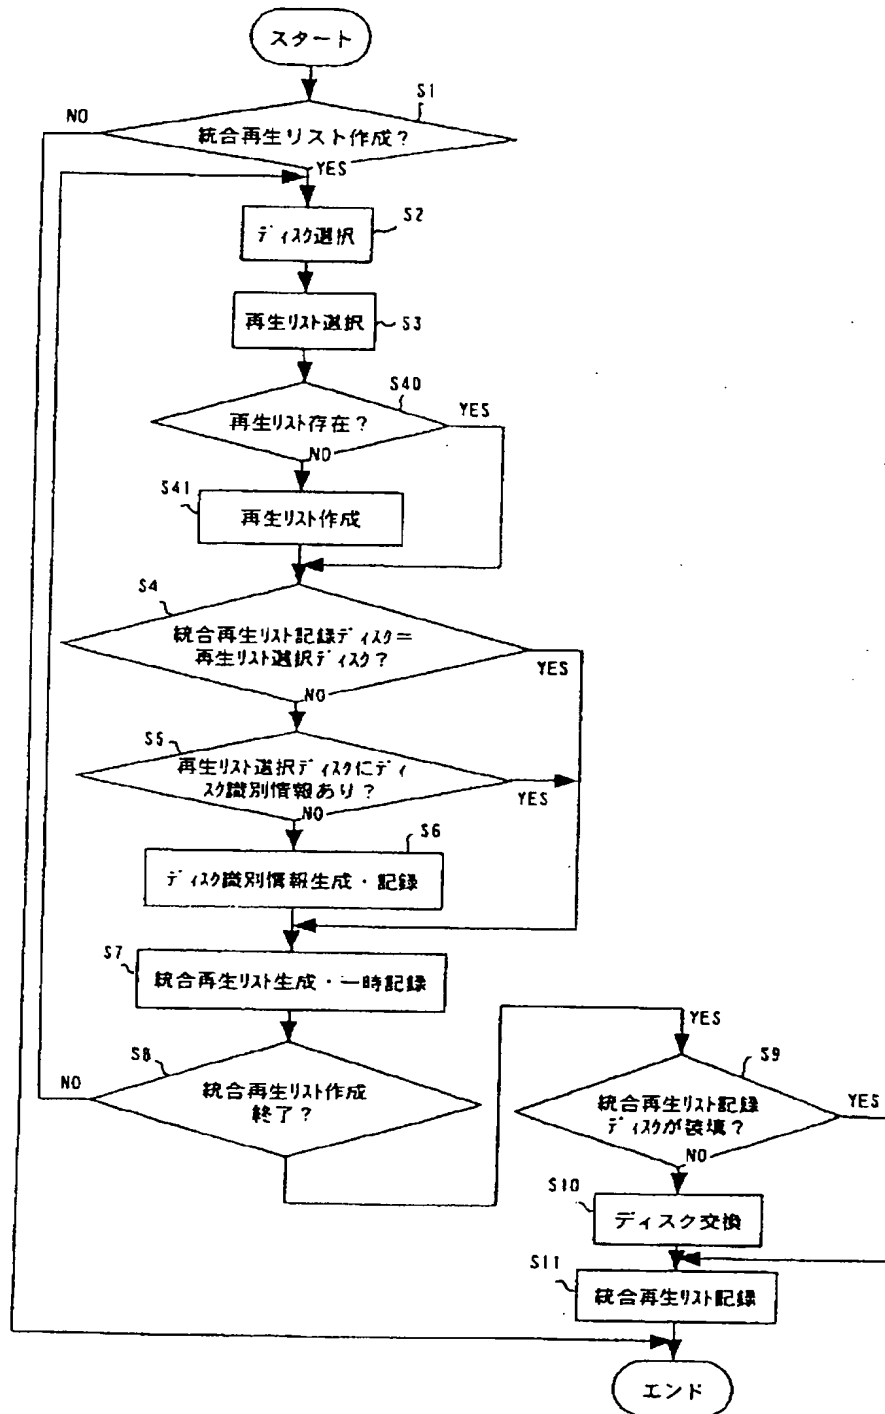 スタート
S1
NO
統合再生リスト作成?
YES
S2
ディスク選択
再生リスト選択
S3
S40
再生リスト存在?
YES
NO
S41
再生リスト作成
S4
統合再生リスト記録ディスク=
再生リスト選択ディスク?
YES
NO
S5
再生リスト選択ディスクにディ
スク識別情報あり?
YES
NO
S6
ディスク識別情報生成・記録
S7
統合再生リスト生成・一時記録
S8
NO
統合再生リスト作成
終了?
YES
S9
統合再生リスト記録
ディスクが装填?
YES
NO
S10
ディスク交換
S11
統合再生リスト記録
エンド